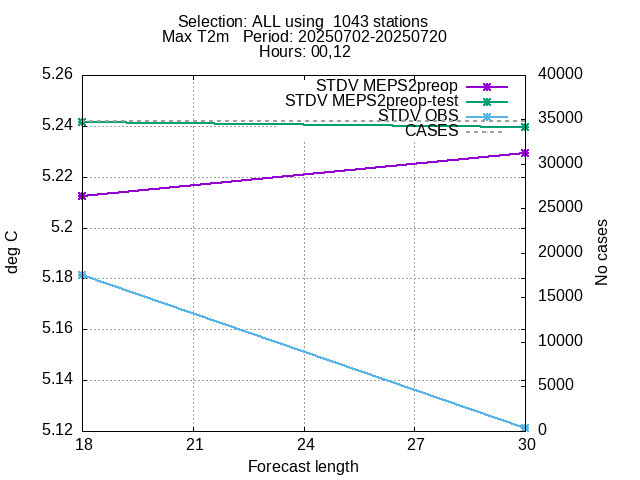 Selection: ALL using  1043 stations
Max T2m   Period: 20250702-20250720
Hours: 00,12
STDV MEPS2preop
STDV MEPS2preop-test
STDV OBS
CASES
5.26
5.24
5.22
5.2
5.18
5.16
5.14
5.12
40000
35000
30000
25000
20000
15000
10000
5000
0
deg C
No cases
18
21
24
27
30
Forecast length